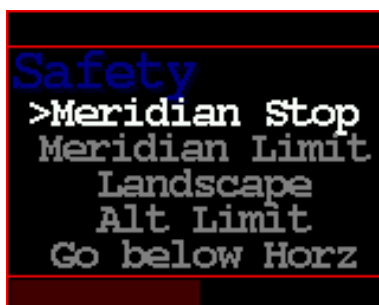 Safety
>Meridian Stop
Meridian Limit
Landscape
Alt Limit
Go below Horz